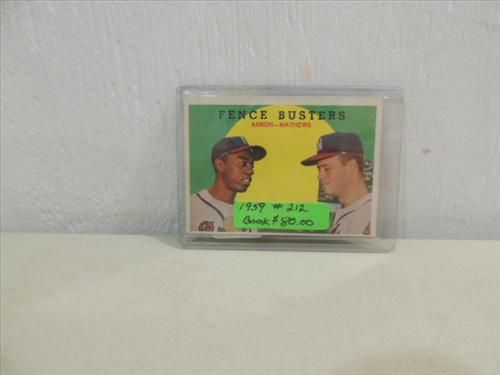 FENCE BUSTERS
AARON—MATHEWS
1959 # 212
Book $ 80.00